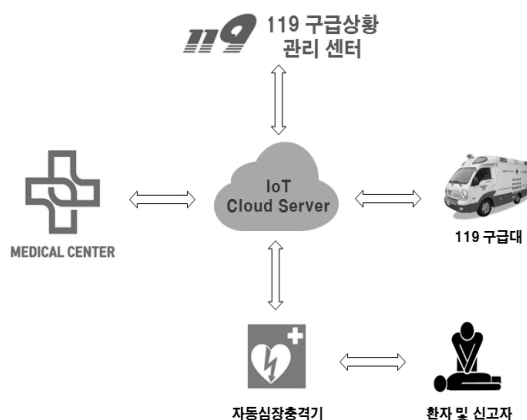 119 119 구급상황
관리 센터
IoT
Cloud Server
MEDICAL CENTER
119 구급대
자동심장충격기
환자 및 신고자